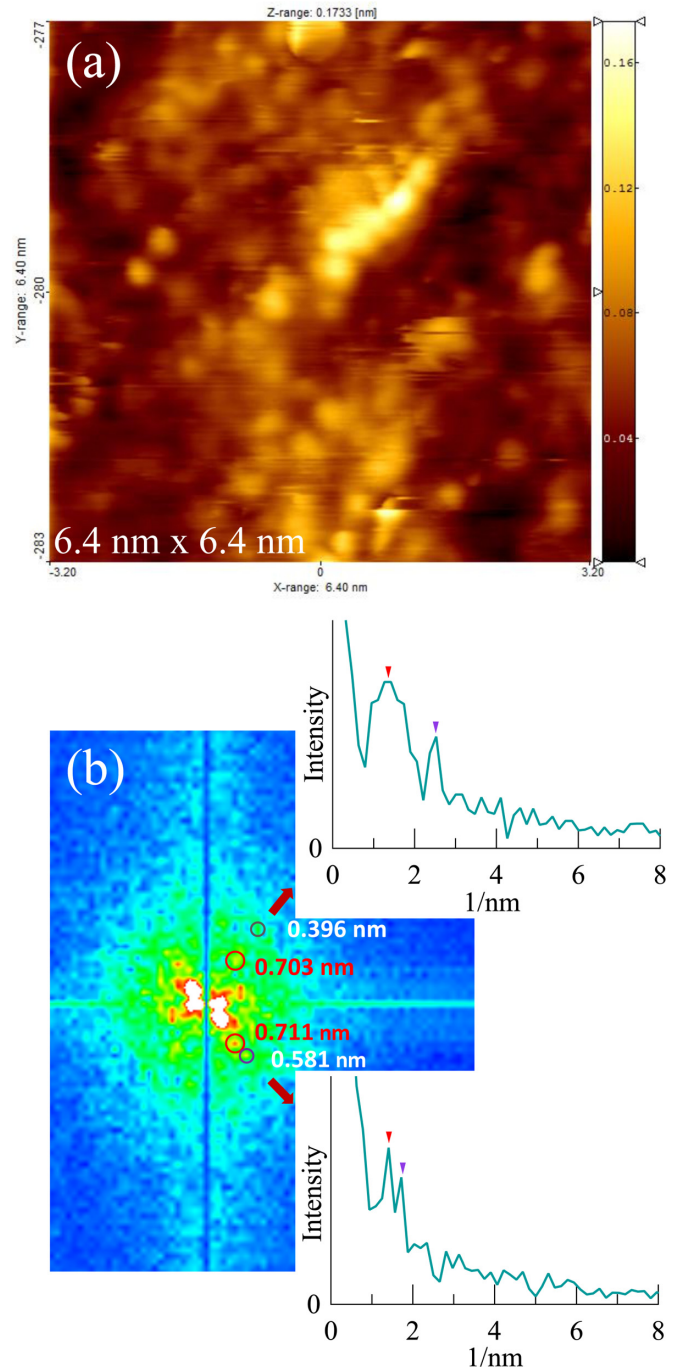 Z-range: 0.1733 [nm]
(a)
-277
-280
-283
Y-range: 6.40 nm
0.16
0.12
0.08
0.04
6.4 nm x 6.4 nm
-3.20
0
3.20
X-range: 6.40 nm
(b)
Intensity
0
0
2
4
6
8
1/nm
0.396 nm
0.703 nm
0.711 nm
0.581 nm
Intensity
0
0
2
4
6
8
1/nm